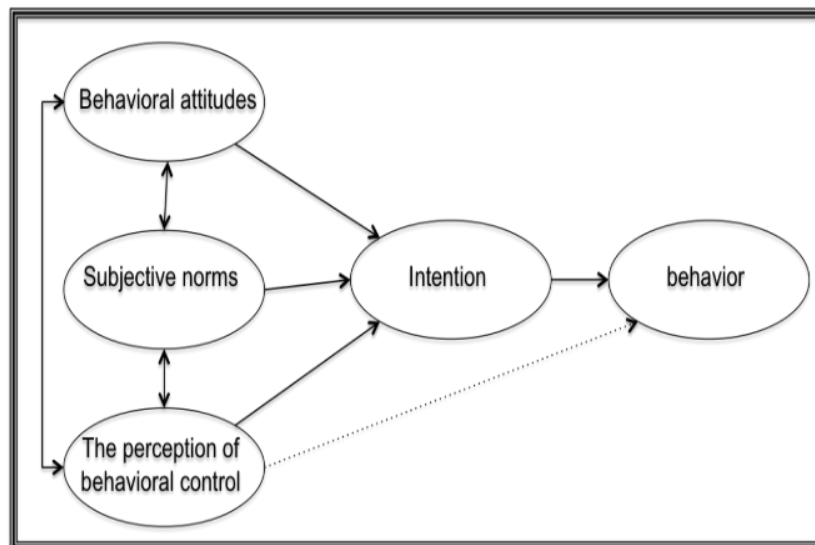 Behavioral attitudes
Subjective norms
Intention
behavior
The perception of
behavioral control